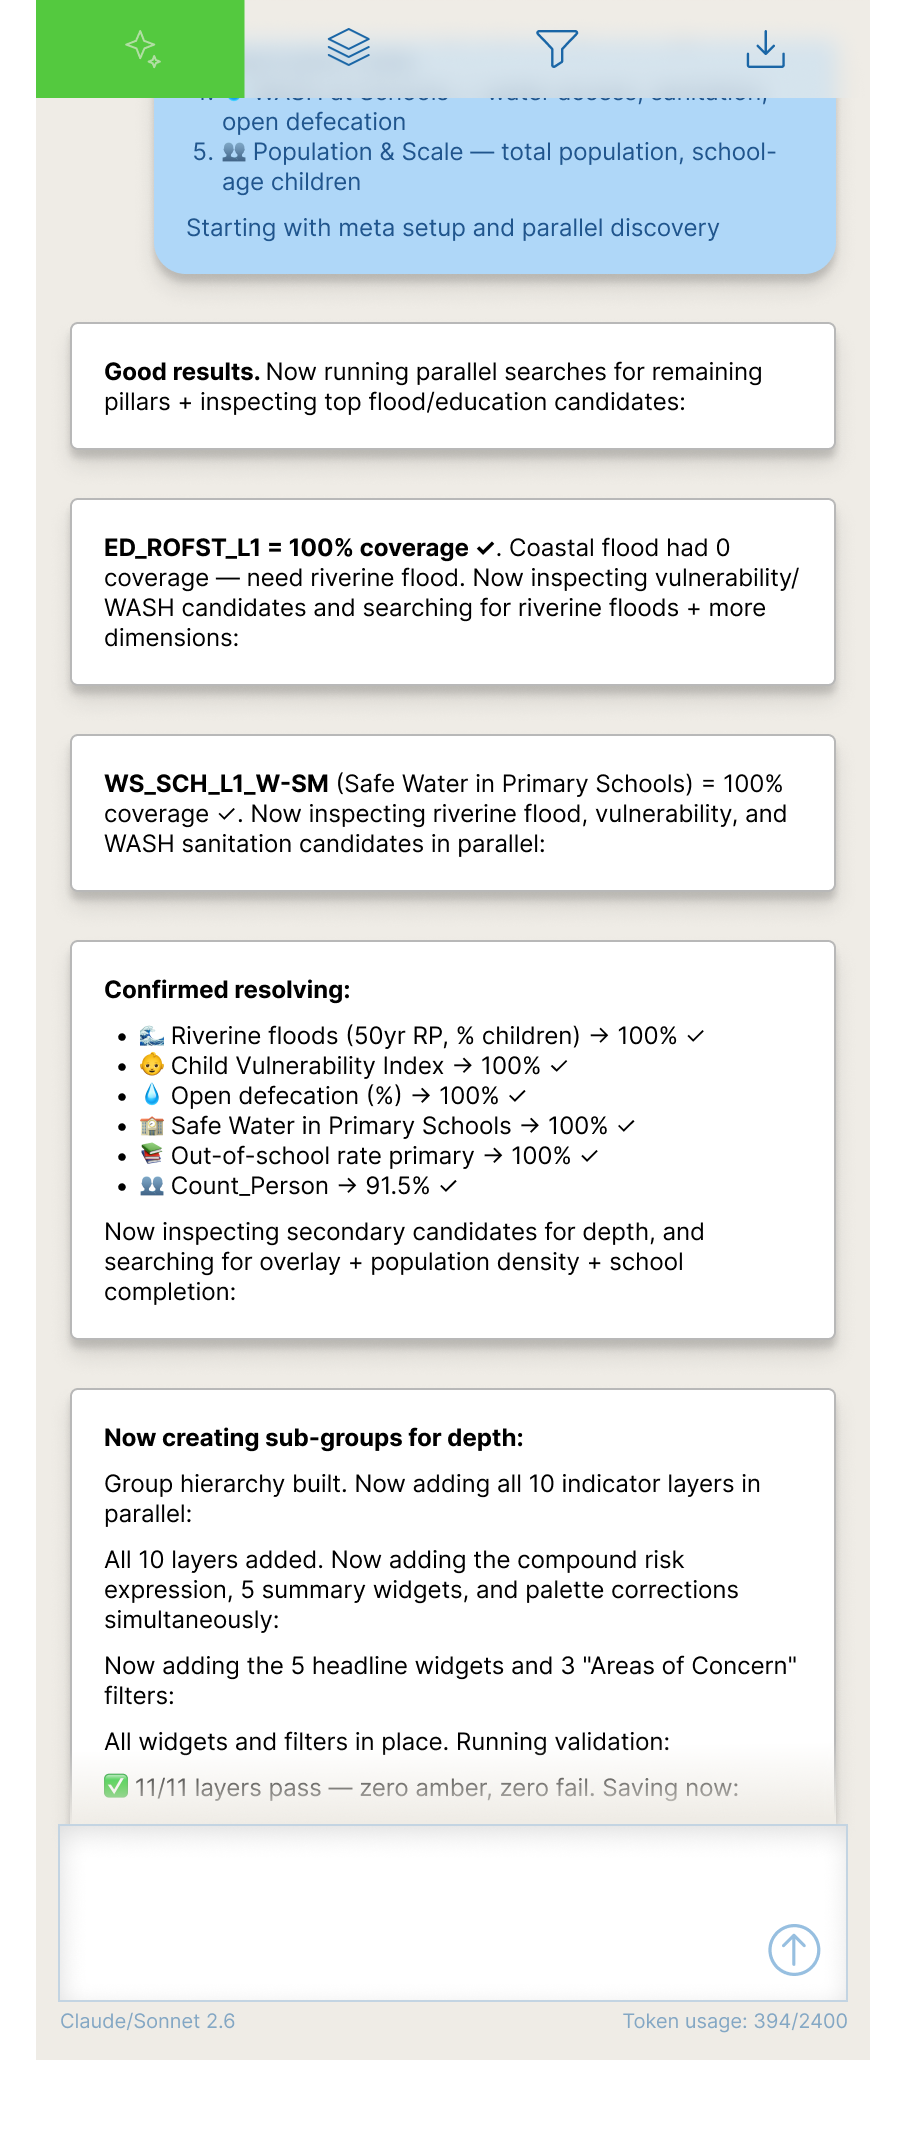 4. 💧 WASH at Schools — water access, sanitation,
open defecation
5. 👥 Population & Scale — total population, school-
age children
Starting with meta setup and parallel discovery
Good results. Now running parallel searches for remaining
pillars + inspecting top flood/education candidates:
ED_ROFST_L1 = 100% coverage ✓. Coastal flood had 0
coverage — need riverine flood. Now inspecting vulnerability/
WASH candidates and searching for riverine floods + more
dimensions:
WS_SCH_L1_W-SM (Safe Water in Primary Schools) = 100%
coverage ✓. Now inspecting riverine flood, vulnerability, and
WASH sanitation candidates in parallel:
Confirmed resolving:
• 🌊 Riverine floods (50yr RP, % children) → 100% ✓
• 👶 Child Vulnerability Index → 100% ✓
• 💧 Open defecation (%) → 100% ✓
• 🏫 Safe Water in Primary Schools → 100% ✓
• 📚 Out-of-school rate primary → 100% ✓
• 👥 Count_Person → 91.5% ✓
Now inspecting secondary candidates for depth, and
searching for overlay + population density + school
completion:
Now creating sub-groups for depth:
Group hierarchy built. Now adding all 10 indicator layers in
parallel:
All 10 layers added. Now adding the compound risk
expression, 5 summary widgets, and palette corrections
simultaneously:
Now adding the 5 headline widgets and 3 "Areas of Concern"
filters:
All widgets and filters in place. Running validation:
✅ 11/11 layers pass — zero amber, zero fail. Saving now:
Claude/Sonnet 2.6
Token usage: 394/2400